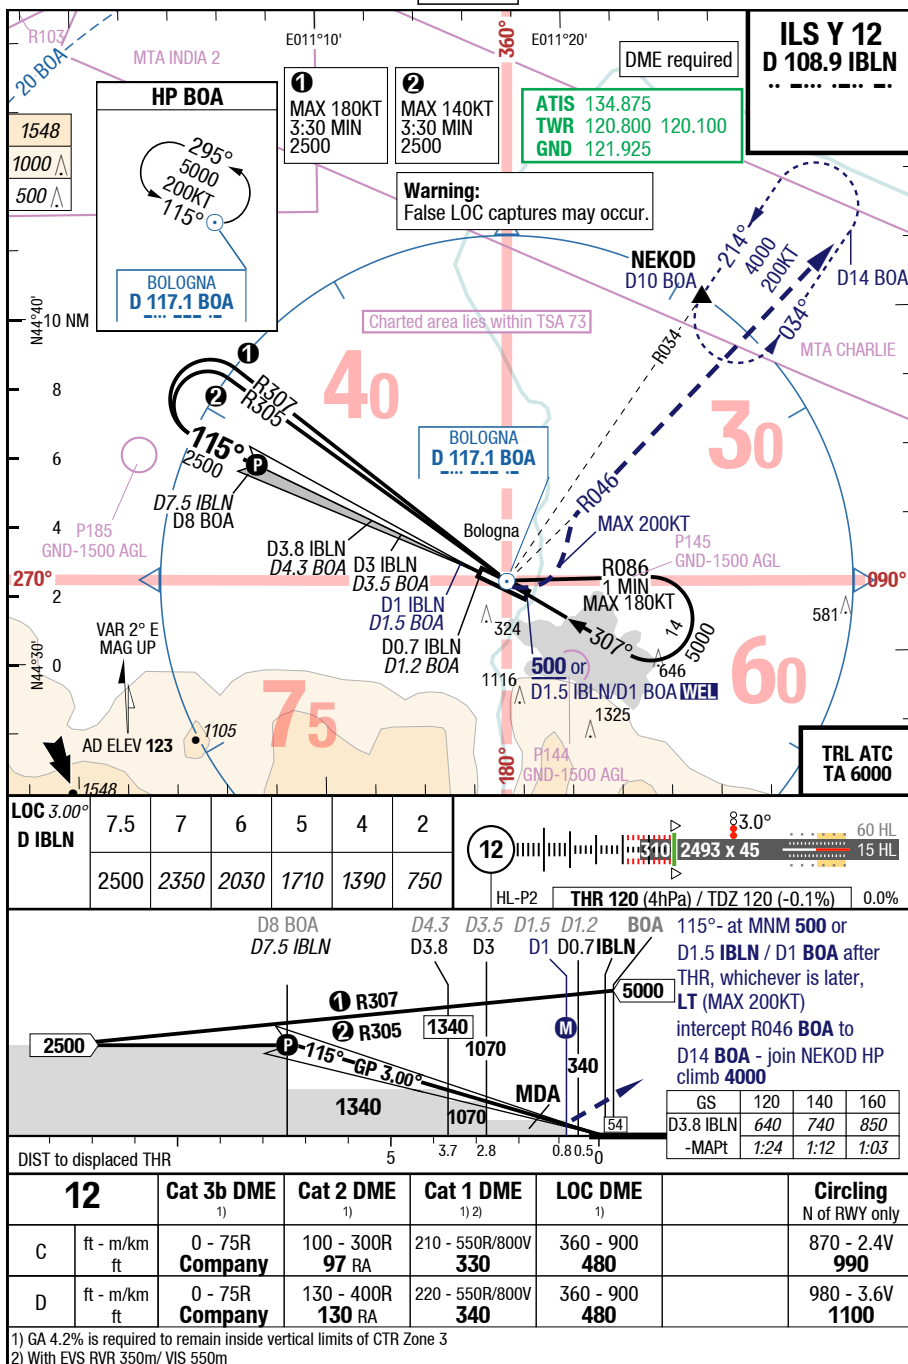 ILS Y 12
D 108.9 IBLN
DME required
ATIS 134.875
TWR 120.800 120.100
GND 121.925
E011°10'
360°
E011°20'
R103
MTA INDIA 2
20 BOA
1548
1000
500
HP BOA
295°
5000
200KT
115°
BOLOGNA
D 117.1 BOA
1
MAX 180KT
3:30 MIN
2500
2
MAX 140KT
3:30 MIN
2500
Warning:
False LOC captures may occur.
NEKOD
D10 BOA
214°
4000
200KT
034°
D14 BOA
R034
MTA CHARLIE
Charted area lies within TSA 73
N44°40'
10 NM
8
6
4
2
0
N44°30'
1
R307
2
R305
115°
2500
P
D7.5 IBLN
D8 BOA
40
30
75
60
BOLOGNA
D 117.1 BOA
R046
MAX 200KT
Bologna
P185
GND-1500 AGL
P145
GND-1500 AGL
D3.8 IBLN
D4.3 BOA
D3 IBLN
D3.5 BOA
D1 IBLN
D1.5 BOA
D0.7 IBLN
D1.2 BOA
270°
090°
R086
1 MIN
MAX 180KT
14
5000
307°
581
324
646
1116
1325
500 or
D1.5 IBLN/D1 BOA WEL
VAR 2° E
MAG UP
1105
AD ELEV 123
1548
180°
P144
GND-1500 AGL
TRL ATC
TA 6000
LOC 3.00°
D IBLN
7.5 7 6 5 4 2
2500 2350 2030 1710 1390 750
12
310 2493 x 45
3.0°
60 HL
15 HL
HL-P2
THR 120 (4hPa) / TDZ 120 (-0.1%)
0.0%
D8 BOA D4.3 D3.5 D1.5 D1.2 BOA
D7.5 IBLN D3.8 D3 D1 D0.7 IBLN
1 R307
2 R305
5000
2500
P
115° GP 3.00°
1340
1070
M
340
MDA
1340
1070
54
DIST to displaced THR
5 3.7 2.8 0.8 0.5 0
115°- at MNM 500 or
D1.5 IBLN / D1 BOA after
THR, whichever is later,
LT (MAX 200KT)
intercept R046 BOA to
D14 BOA - join NEKOD HP
climb 4000
GS 120 140 160
D3.8 IBLN 640 740 850
-MAPt 1:24 1:12 1:03
12 Cat 3b DME Cat 2 DME Cat 1 DME LOC DME Circling
1) 1) 1) 2) 1) N of RWY only
C ft - m/km 0 - 75R 100 - 300R 210 - 550R/800V 360 - 900 870 - 2.4V
ft Company 97 RA 330 480 990
D ft - m/km 0 - 75R 130 - 400R 220 - 550R/800V 360 - 900 980 - 3.6V
ft Company 130 RA 340 480 1100
1) GA 4.2% is required to remain inside vertical limits of CTR Zone 3
2) With EVS RVR 350m/ VIS 550m